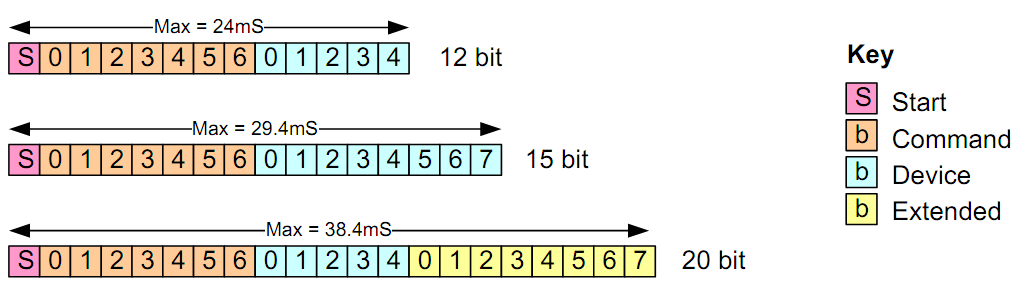 Max = 24mS
S 0 1 2 3 4 5 6 0 1 2 3 4 12 bit
Max = 29.4mS
S 0 1 2 3 4 5 6 0 1 2 3 4 5 6 7 15 bit
Max = 38.4mS
S 0 1 2 3 4 5 6 0 1 2 3 4 0 1 2 3 4 5 6 7 20 bit
Key
S Start
b Command
b Device
b Extended